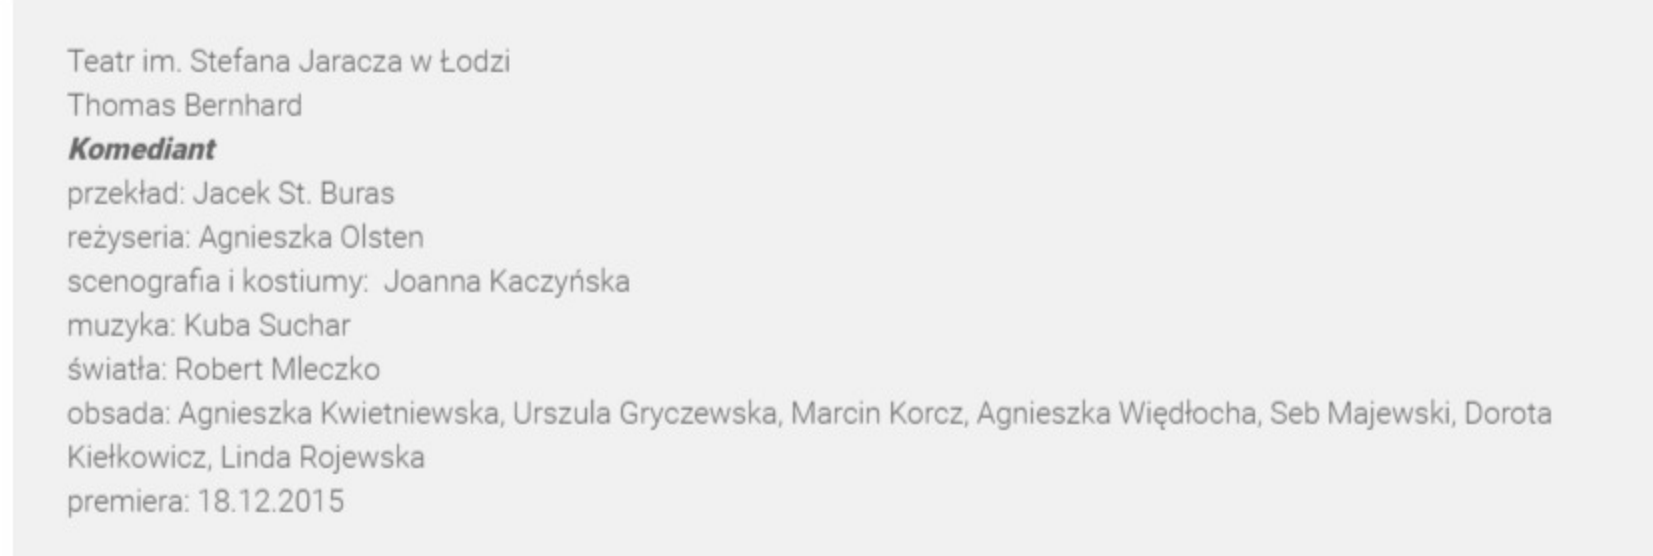 Teatr im. Stefana Jaracza w Łodzi
Thomas Bernhard
Komediant
przekład: Jacek St. Buras
reżyseria: Agnieszka Olsten
scenografia i kostiumy:  Joanna Kaczyńska
muzyka: Kuba Suchar
światła: Robert Mleczko
obsada: Agnieszka Kwietniewska, Urszula Gryczewska, Marcin Korcz, Agnieszka Więdłocha, Seb Majewski, Dorota
Kiełkowicz, Linda Rojewska
premiera: 18.12.2015